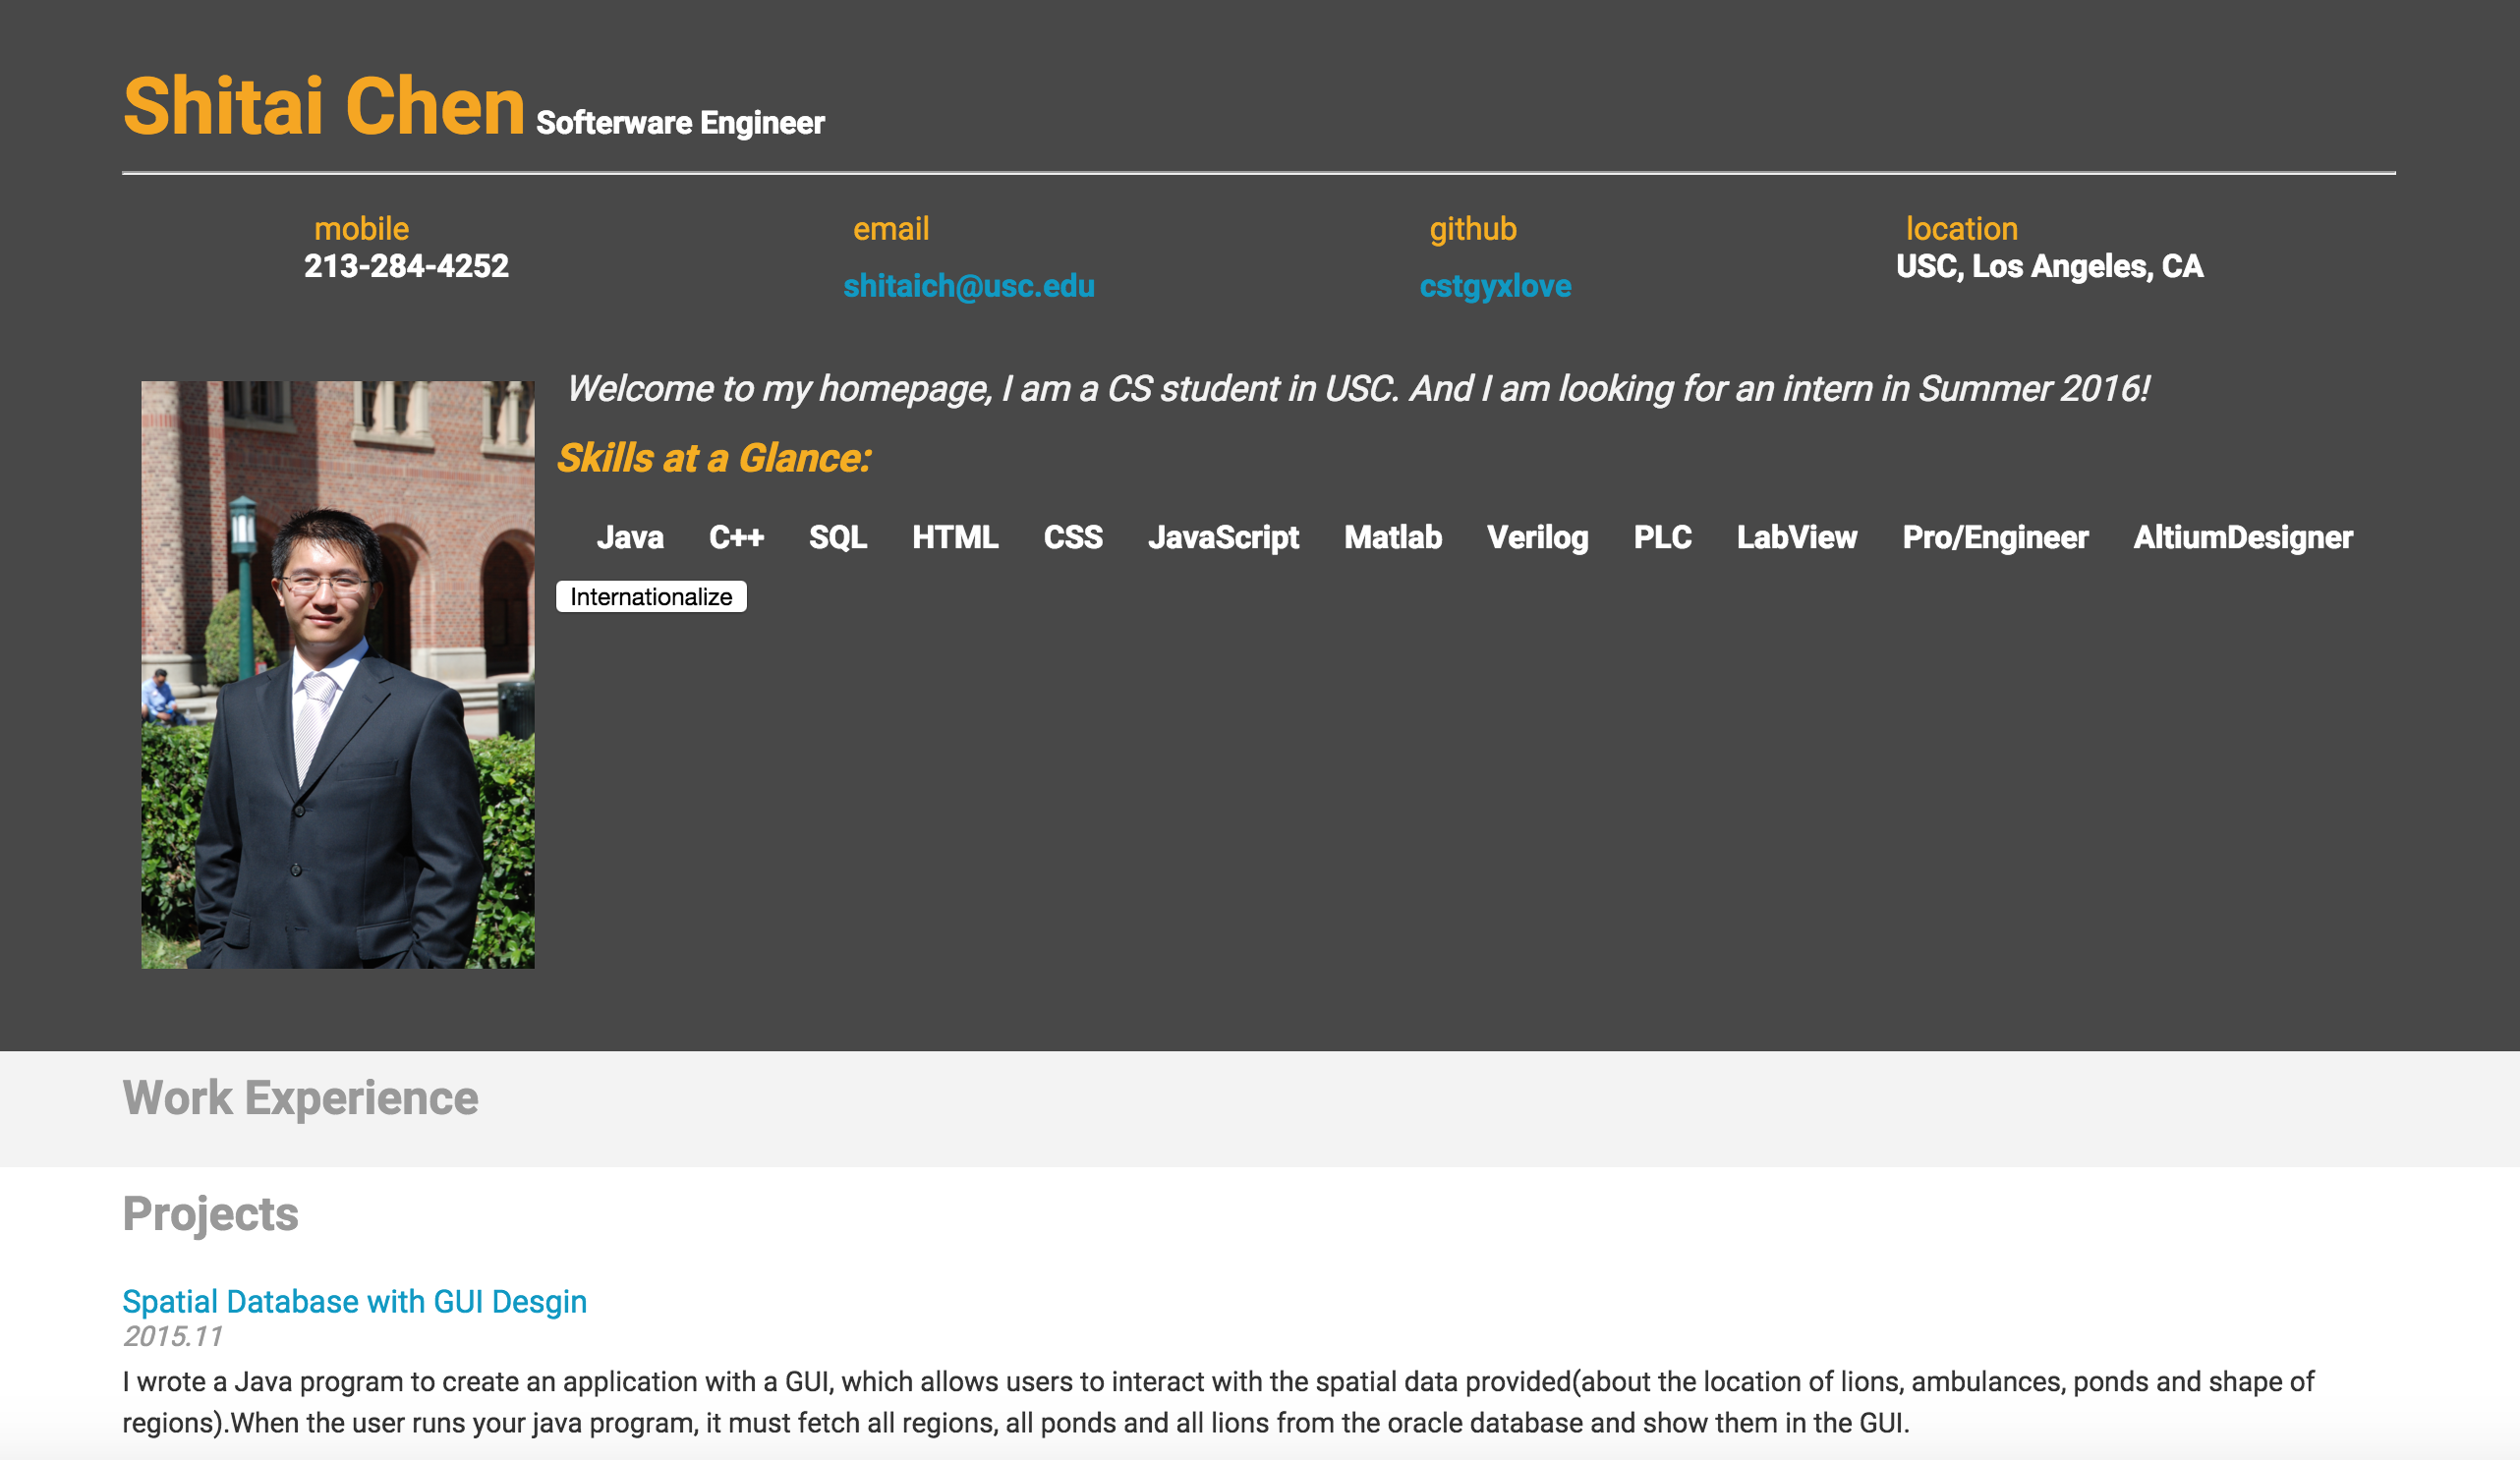 Shitai Chen Softerware Engineer
mobile email github location
213-284-4252 USC, Los Angeles, CA
shitaich@usc.edu cstgyxlove
Welcome to my homepage, I am a CS student in USC. And I am looking for an intern in Summer 2016!
Skills at a Glance:
Java C++ SQL HTML CSS JavaScript Matlab Verilog PLC LabView Pro/Engineer AltiumDesigner
Internationalize
Work Experience
Projects
Spatial Database with GUI Desgin
2015.11
I wrote a Java program to create an application with a GUI, which allows users to interact with the spatial data provided(about the location of lions, ambulances, ponds and shape of
regions).When the user runs your java program, it must fetch all regions, all ponds and all lions from the oracle database and show them in the GUI.